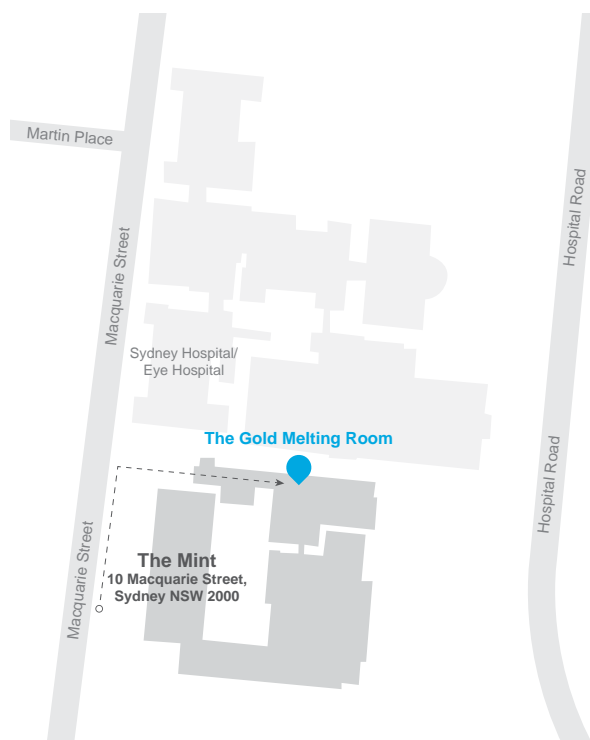 Martin Place
Hospital Road
Macquarie Street
Sydney Hospital/
Eye Hospital
The Gold Melting Room
Hospital Road
Macquarie Street
The Mint
10 Macquarie Street,
Sydney NSW 2000